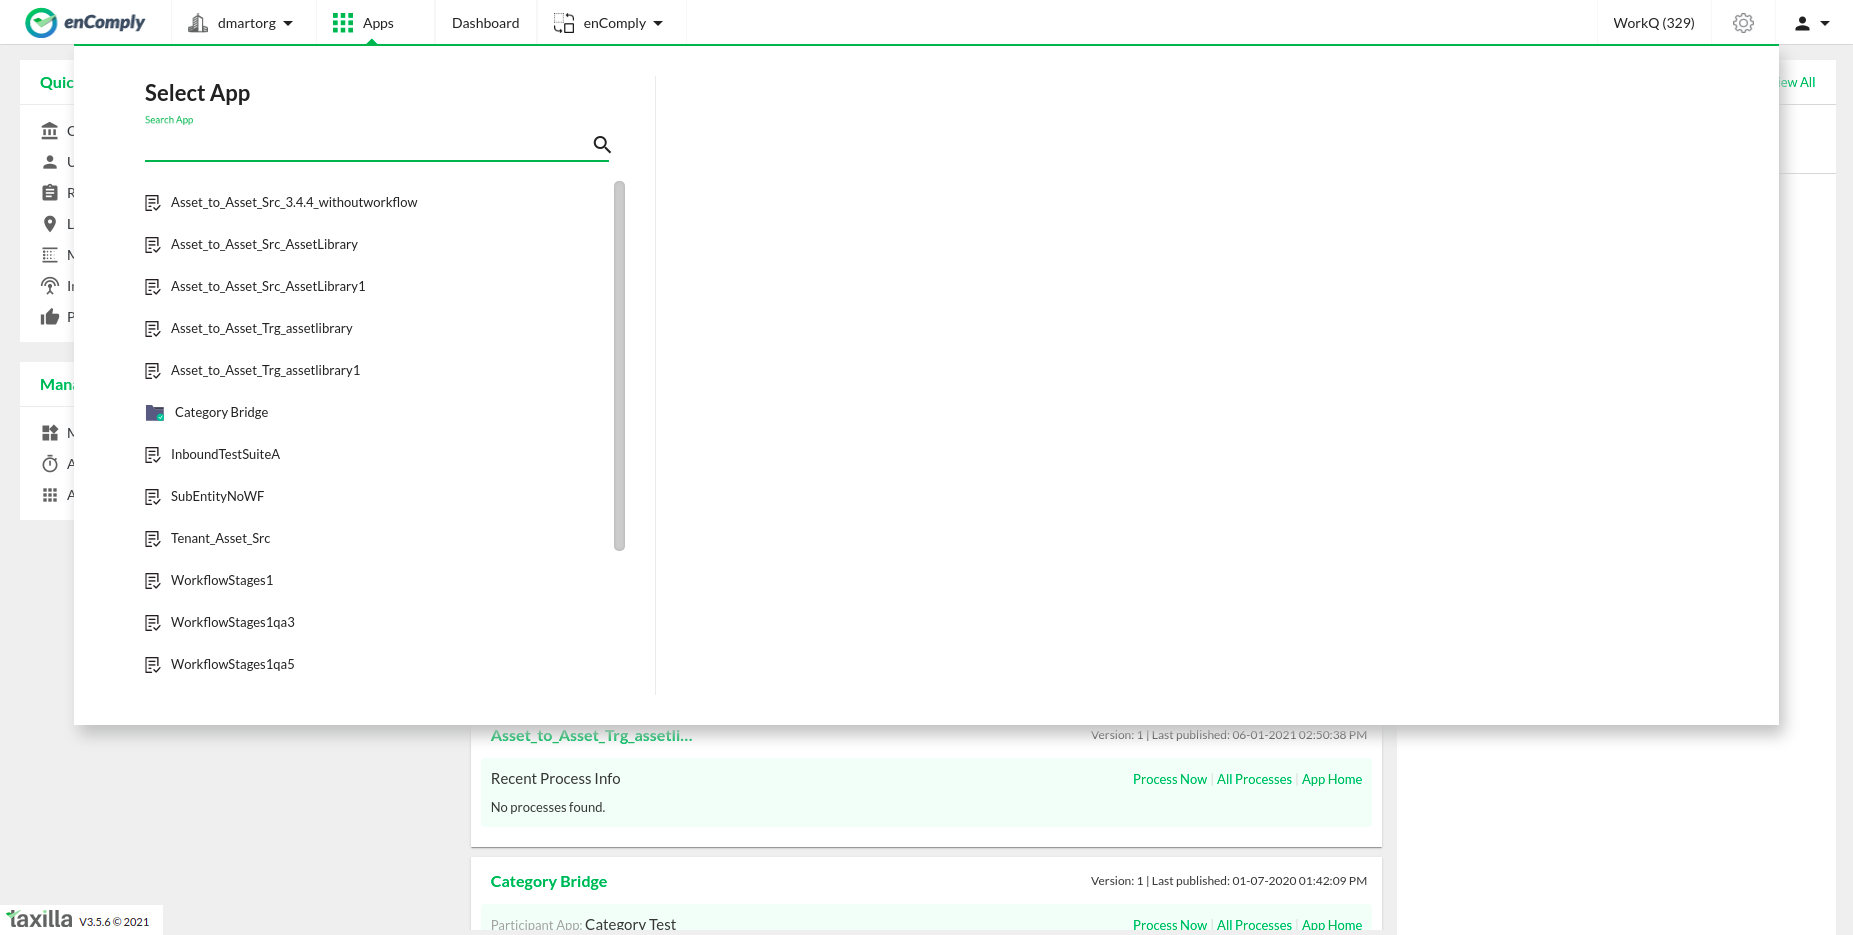 enComply
dmartorg
Apps
Dashboard
enComply
WorkQ (329)
Select App
Search App
Asset_to_Asset_Src_3.4.4_withoutworkflow
Asset_to_Asset_Src_AssetLibrary
Asset_to_Asset_Src_AssetLibrary1
Asset_to_Asset_Trg_assetlibrary
Asset_to_Asset_Trg_assetlibrary1
Category Bridge
InboundTestSuiteA
SubEntityNoWF
Tenant_Asset_Src
WorkflowStages1
WorkflowStages1qa3
WorkflowStages1qa5
All
Asset_to_Asset_Trg_assetli...
Version: 1 | Last published: 06-01-2021 02:50:38 PM
Recent Process Info
Process Now | All Processes | App Home
No processes found.
Category Bridge
Version: 1 | Last published: 01-07-2020 01:42:09 PM
Participant App: Category Test
Process Now | All Processes | App Home
taxilla V3.5.6 © 2021